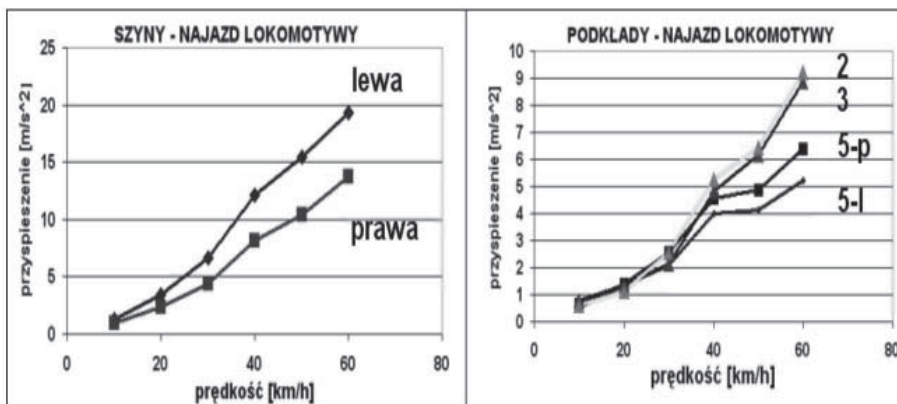 SZYNY - NAJAZD LOKOMOTYWY
przyspieszenie [m/s^2]
25
20
15
10
5
0
lewa
prawa
0 20 40 60 80
prędkość [km/h]
PODKŁADY - NAJAZD LOKOMOTYWY
przyspieszenie [m/s^2]
10
9
8
7
6
5
4
3
2
1
0
2
3
5-p
5-l
0 20 40 60 80
prędkość [km/h]